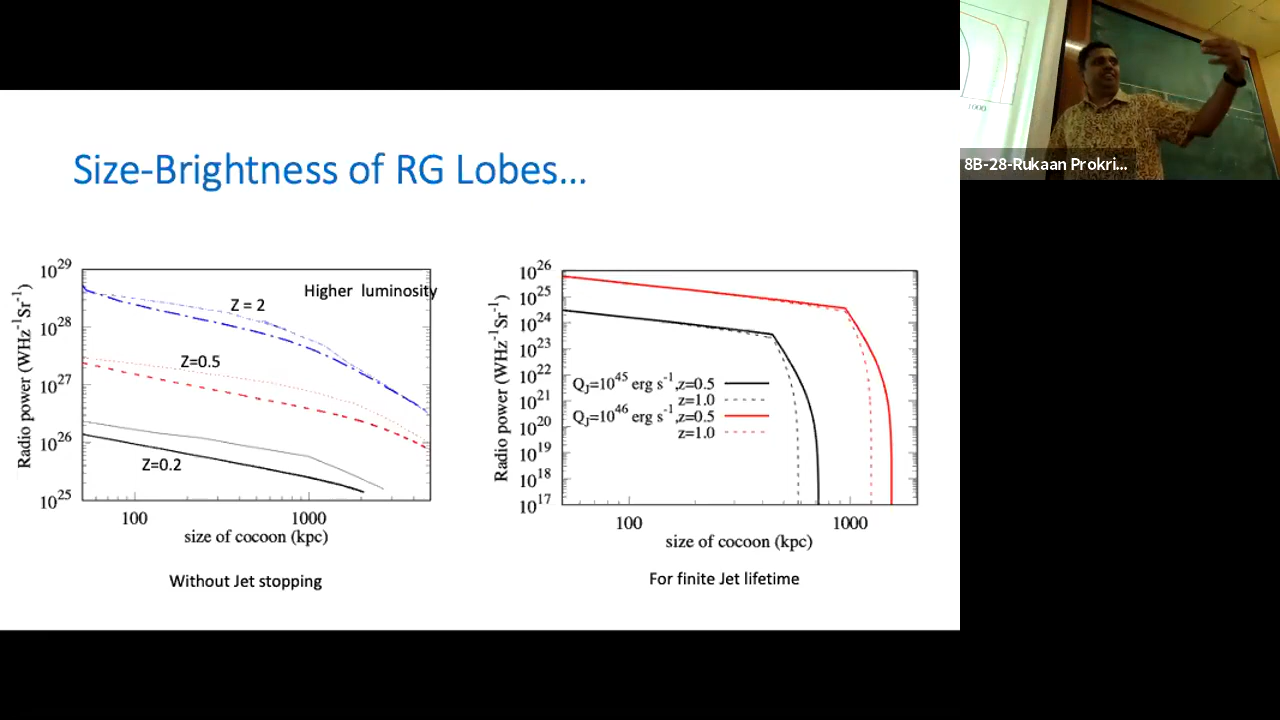 Size-Brightness of RG Lobes...
10^29
10^28
10^27
10^26
10^25
Radio power (WHz^-1Sr^-1)
Higher luminosity
Z = 2
Z=0.5
Z=0.2
100 1000
size of cocoon (kpc)
Without Jet stopping
10^26
10^25
10^24
10^23
10^22
10^21
10^20
10^19
10^18
10^17
Radio power (WHz^-1Sr^-1)
Q_J=10^45 erg s^-1,z=0.5
z=1.0
Q_J=10^46 erg s^-1,z=0.5
z=1.0
100 1000
size of cocoon (kpc)
For finite Jet lifetime
1000
8B-28-Rukaan Prokri...